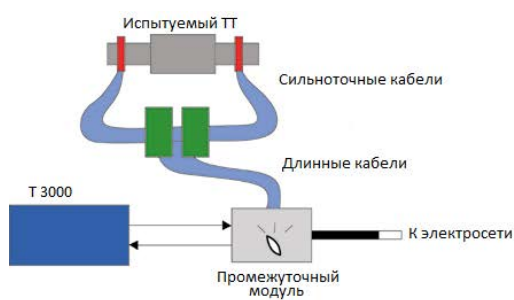 Испытуемый ТТ
Сильноточные кабели
Длинные кабели
Т 3000
К электросети
Промежуточный
модуль